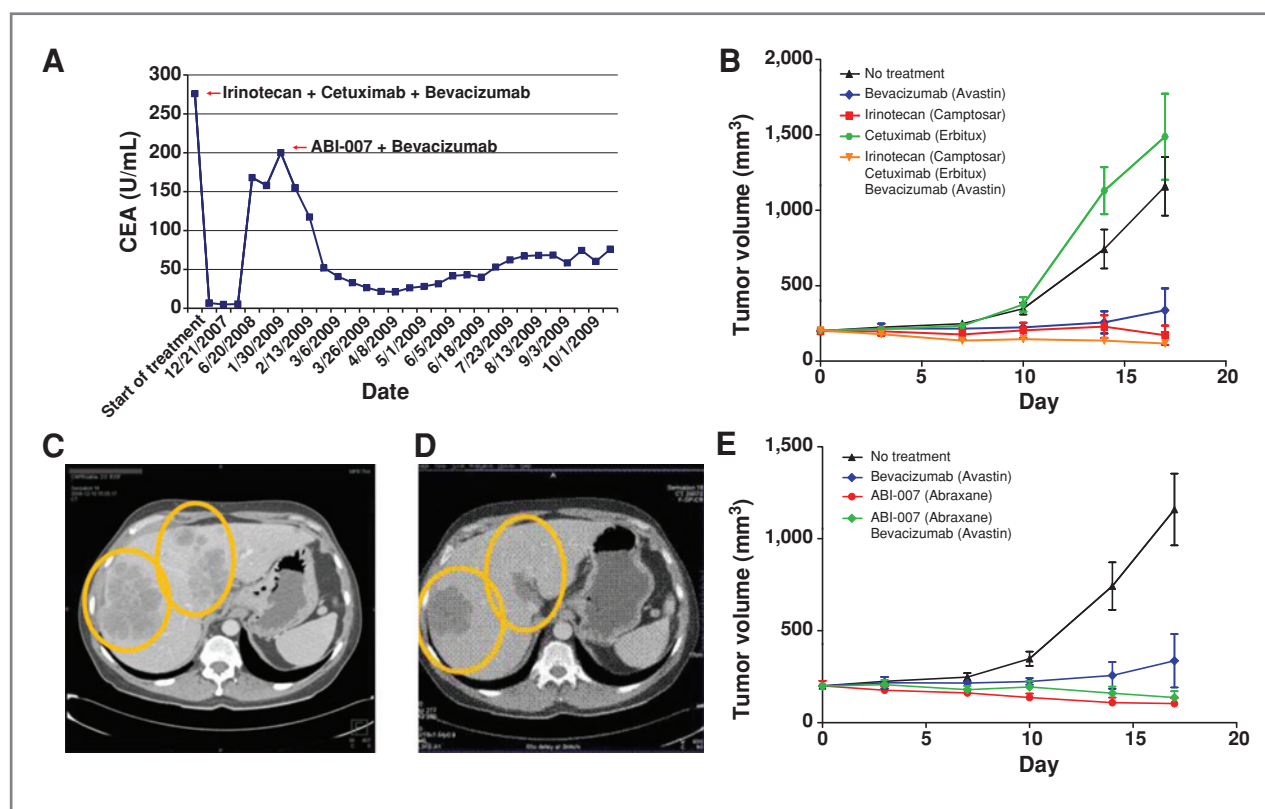 A
300
250
200
150
100
50
0
CEA (U/mL)
Irinotecan + Cetuximab + Bevacizumab
ABI-007 + Bevacizumab
Start of treatment
12/21/2007
6/20/2008
1/30/2009
2/13/2009
3/6/2009
3/26/2009
4/8/2009
5/1/2009
6/5/2009
6/18/2009
7/23/2009
8/13/2009
9/3/2009
10/1/2009
Date
B
2,000
1,500
1,000
500
0
Tumor volume (mm³)
No treatment
Bevacizumab (Avastin)
Irinotecan (Camptosar)
Cetuximab (Erbitux)
Irinotecan (Camptosar)
Cetuximab (Erbitux)
Bevacizumab (Avastin)
0 5 10 15 20
Day
C
D
E
1,500
1,000
500
0
Tumor volume (mm³)
No treatment
Bevacizumab (Avastin)
ABI-007 (Abraxane)
ABI-007 (Abraxane)
Bevacizumab (Avastin)
0 5 10 15 20
Day